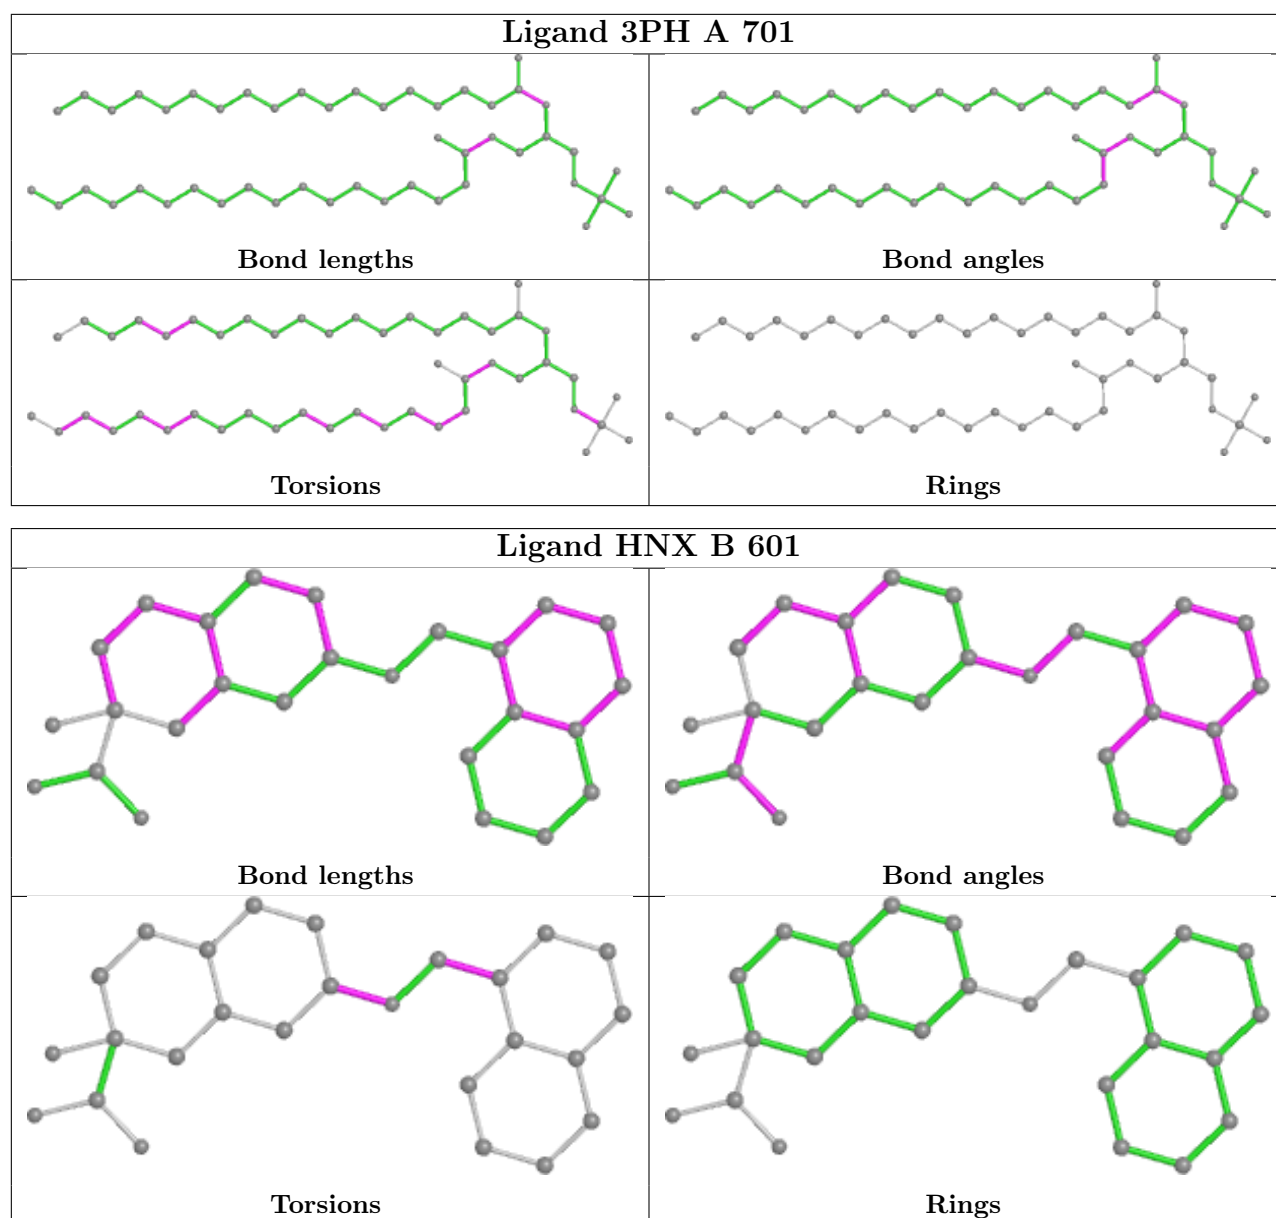 Ligand 3PH A 701
Bond lengths
Bond angles
Torsions
Rings
Ligand HNX B 601
Bond lengths
Bond angles
Torsions
Rings